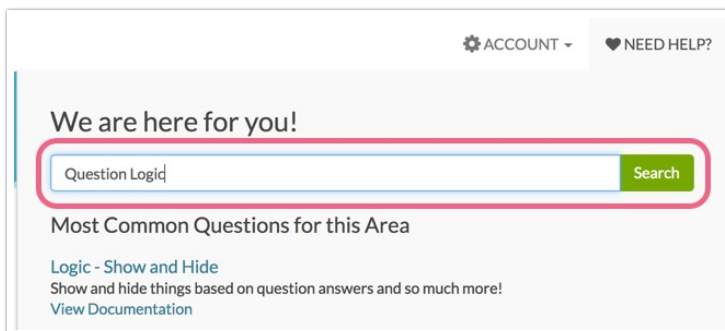 ACCOUNT NEED HELP?
We are here for you!
Question Logic Search
Most Common Questions for this Area
Logic - Show and Hide
Show and hide things based on question answers and so much more!
View Documentation